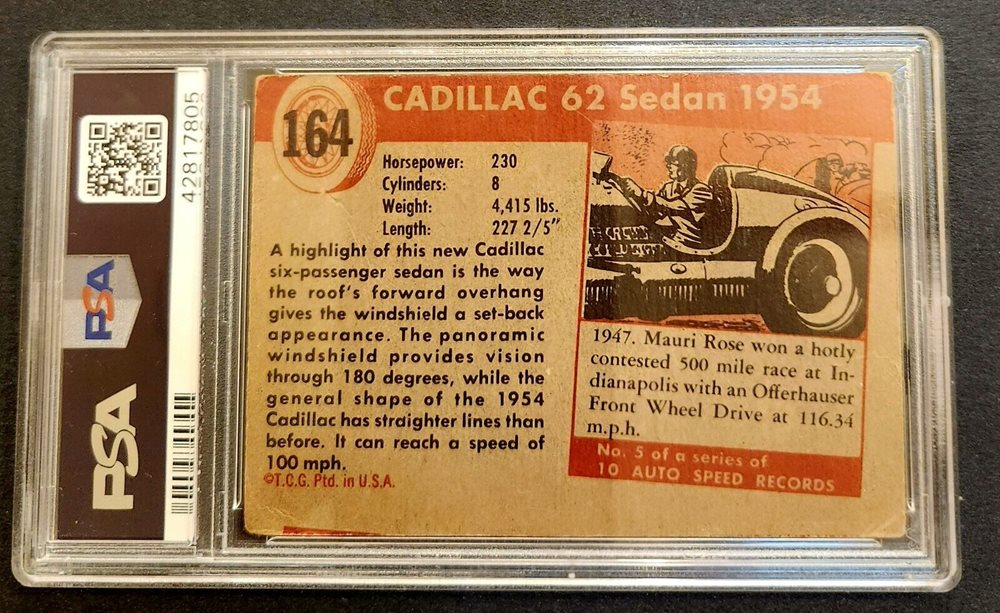 PSA
PSA
42817805
164
CADILLAC 62 Sedan 1954
Horsepower: 230
Cylinders: 8
Weight: 4,415 lbs.
Length: 227 2/5"
A highlight of this new Cadillac
six-passenger sedan is the way
the roof's forward overhang
gives the windshield a set-back
appearance. The panoramic
windshield provides vision
through 180 degrees, while the
general shape of the 1954
Cadillac has straighter lines than
before. It can reach a speed of
100 mph.
©T.C.G. Ptd. in U.S.A.
1947. Mauri Rose won a hotly
contested 500 mile race at In-
dianapolis with an Offerhauser
Front Wheel Drive at 116.34
m.p.h.
No. 5 of a series of
10 AUTO SPEED RECORDS